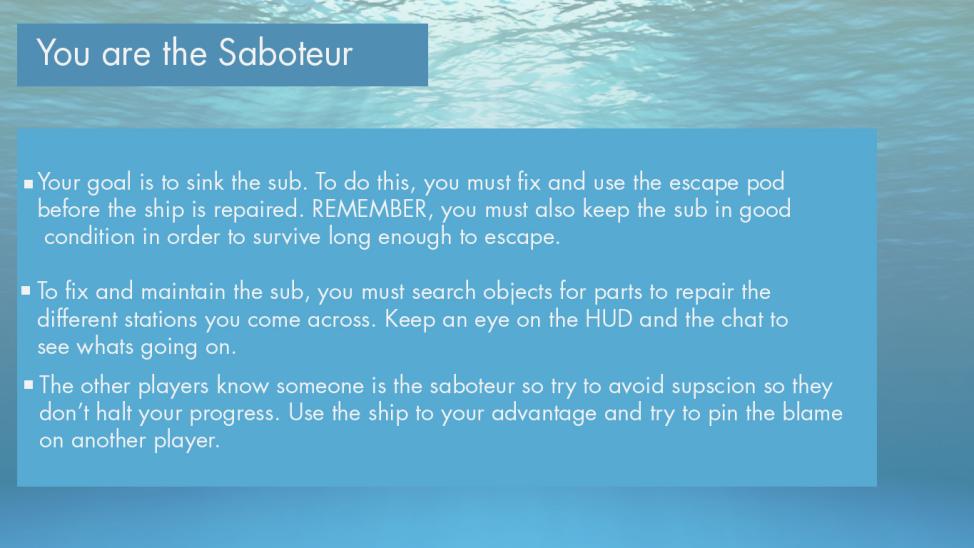 You are the Saboteur
▪Your goal is to sink the sub. To do this, you must fix and use the escape pod
before the ship is repaired. REMEMBER, you must also keep the sub in good
condition in order to survive long enough to escape.
▪To fix and maintain the sub, you must search objects for parts to repair the
different stations you come across. Keep an eye on the HUD and the chat to
see whats going on.
▪The other players know someone is the saboteur so try to avoid supscion so they
don't halt your progress. Use the ship to your advantage and try to pin the blame
on another player.